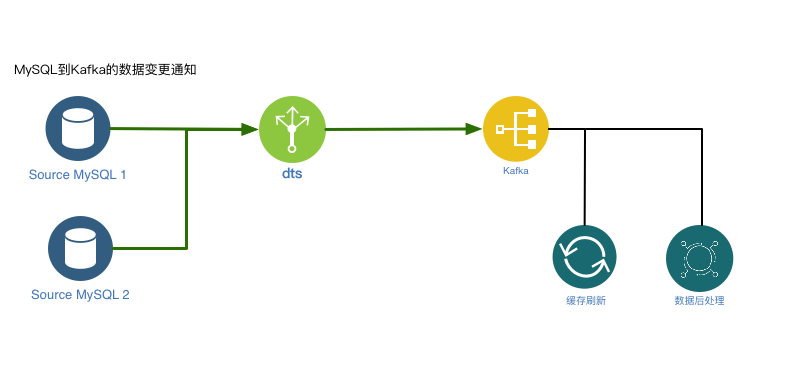 MySQL到Kafka的数据变更通知
Source MySQL 1
dts
Kafka
Source MySQL 2
缓存刷新
数据后处理